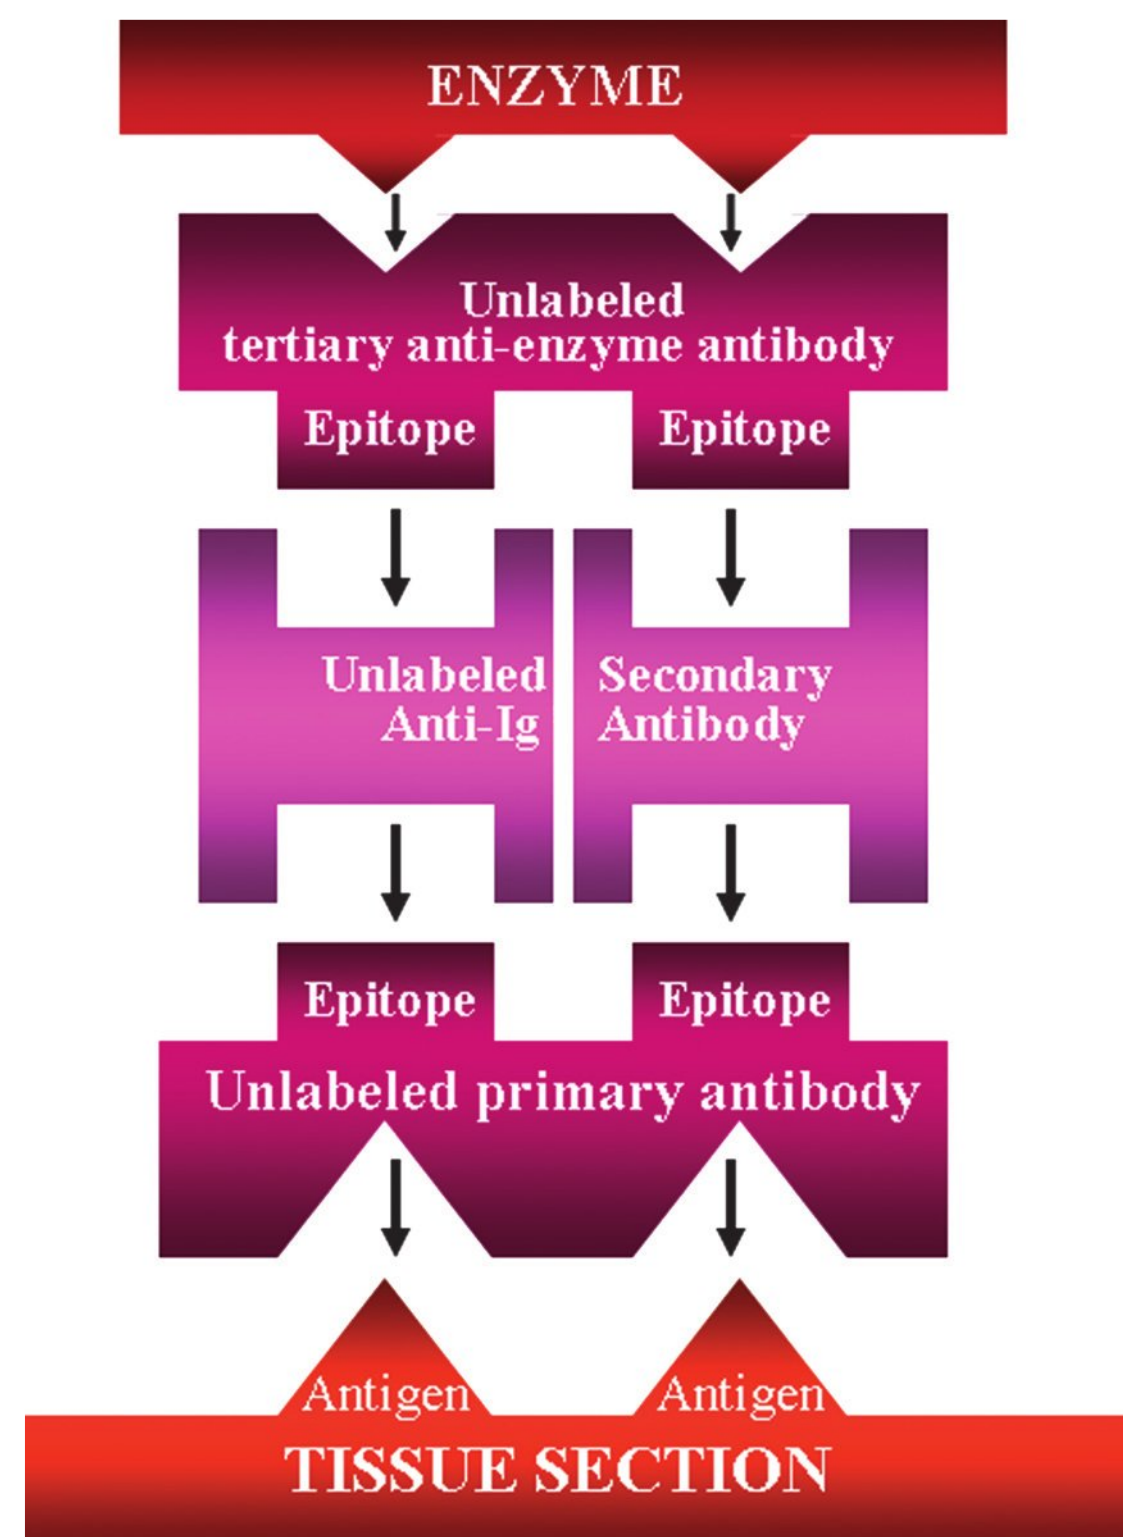 ENZYME
Unlabeled
tertiary anti-enzyme antibody
Epitope Epitope
Unlabeled Secondary
Anti-Ig Antibody
Epitope Epitope
Unlabeled primary antibody
Antigen Antigen
TISSUE SECTION